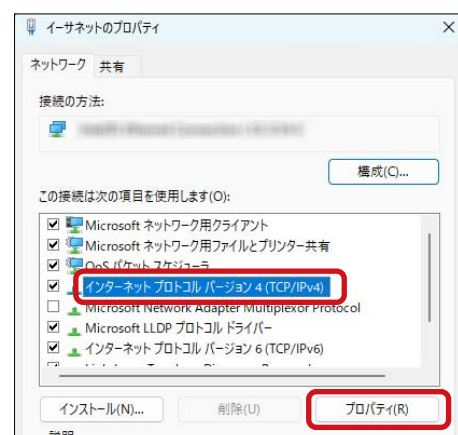 イーサネットのプロパティ
ネットワーク 共有
接続の方法:
構成(C)...
この接続は次の項目を使用します(O):
Microsoft ネットワーク用クライアント
Microsoft ネットワーク用ファイルとプリンター共有
QoS パケット スケジューラ
インターネット プロトコル バージョン 4 (TCP/IPv4)
Microsoft Network Adapter Multiplexor Protocol
Microsoft LLDP プロトコル ドライバー
インターネット プロトコル バージョン 6 (TCP/IPv6)
インストール(N)... 削除(U) プロパティ(R)